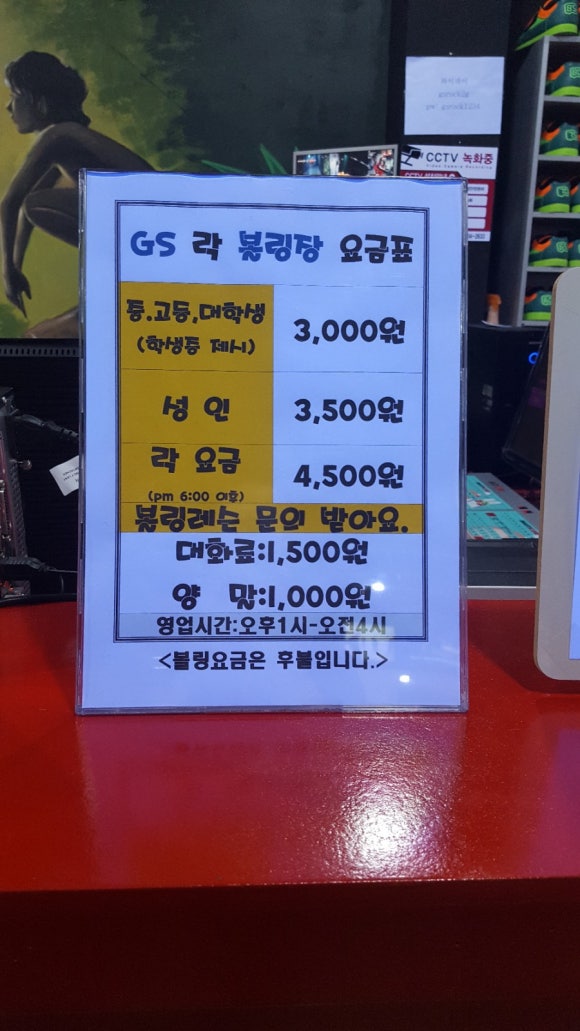 GS 락 볼링장 요금표
중.고등,대학생
(학생증 제시)
3,000원
성 인
3,500원
락 요금
(pm 6:00 이후)
4,500원
볼링레슨 문의 받아요.
대화료:1,500원
양 말:1,000원
영업시간:오후1시-오전4시
<볼링요금은 후불입니다.>
CCTV 녹화중